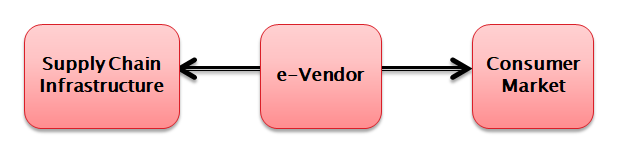 Supply Chain
Infrastructure
e-Vendor
Consumer
Market